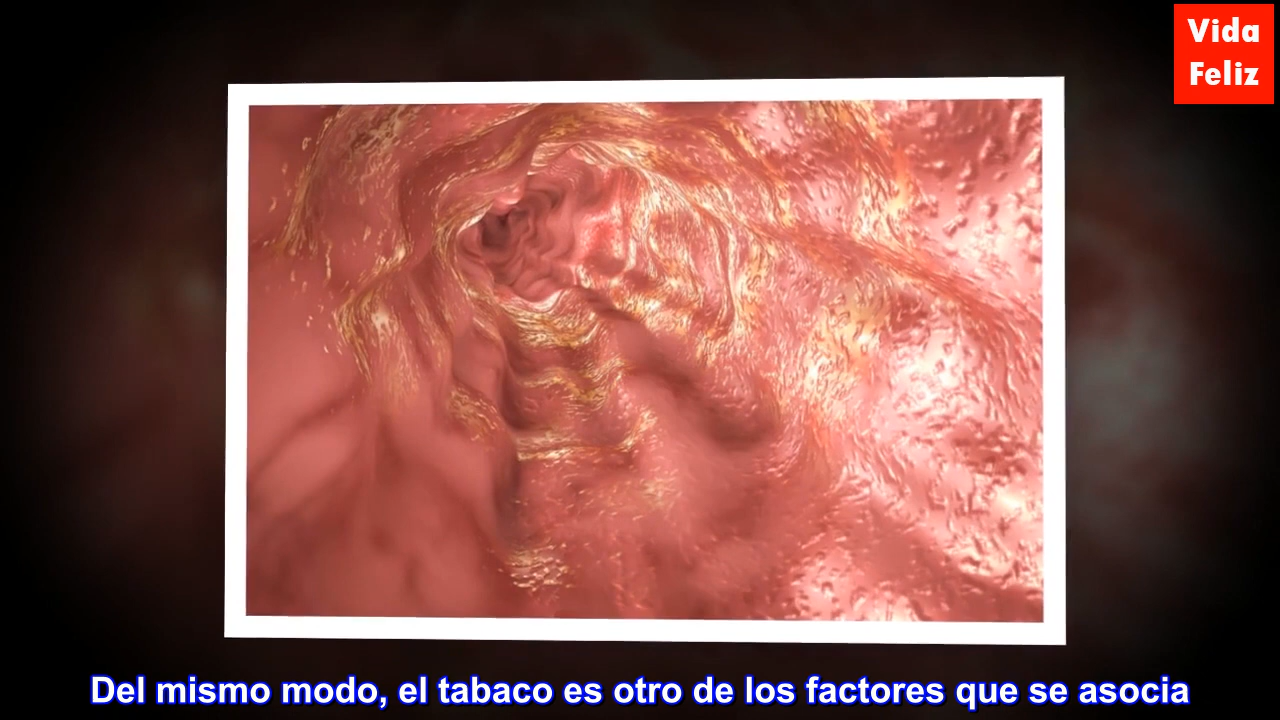 Vida
Feliz
Del mismo modo, el tabaco es otro de los factores que se asocia